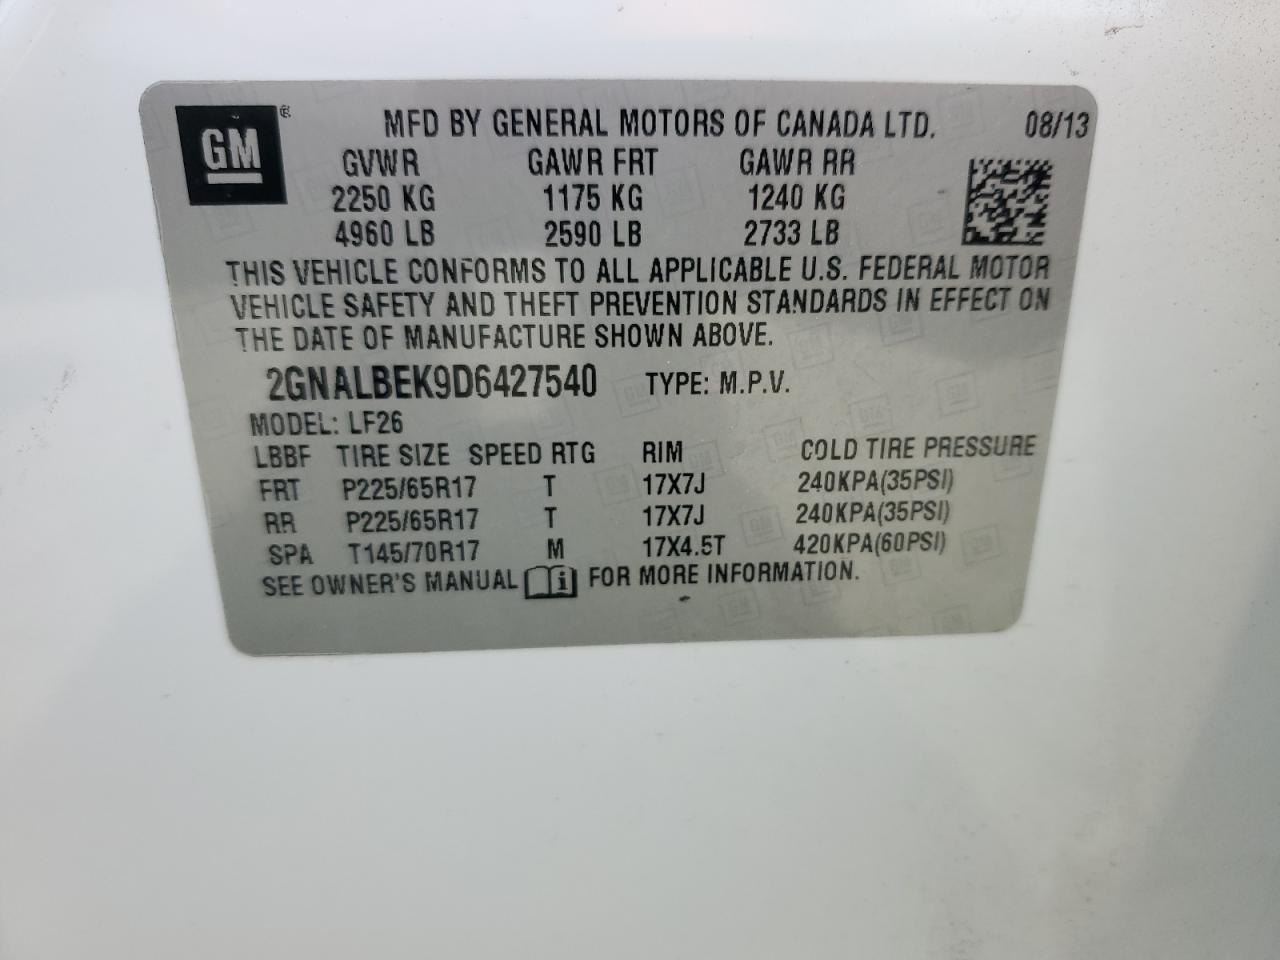 GM ® MFD BY GENERAL MOTORS OF CANADA LTD. 08/13
GVWR GAWR FRT GAWR RR
2250 KG 1175 KG 1240 KG
4960 LB 2590 LB 2733 LB
THIS VEHICLE CONFORMS TO ALL APPLICABLE U.S. FEDERAL MOTOR
VEHICLE SAFETY AND THEFT PREVENTION STANDARDS IN EFFECT ON
THE DATE OF MANUFACTURE SHOWN ABOVE.
2GNALBEK9D6427540 TYPE: M.P.V.
MODEL: LF26
LBBF TIRE SIZE SPEED RTG RIM COLD TIRE PRESSURE
FRT P225/65R17 T 17X7J 240KPA(35PSI)
RR P225/65R17 T 17X7J 240KPA(35PSI)
SPA T145/70R17 M 17X4.5T 420KPA(60PSI)
SEE OWNER'S MANUAL i FOR MORE INFORMATION.